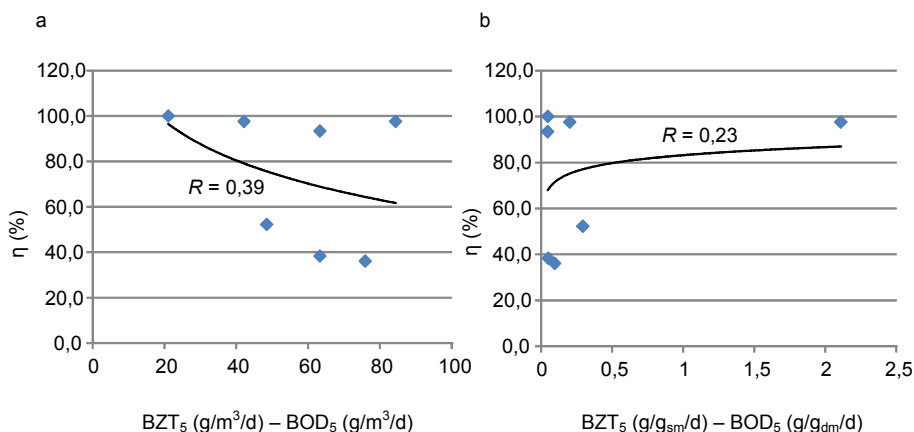 a
120,0
100,0
80,0
60,0
40,0
20,0
0,0
η (%)
R = 0,39
0 20 40 60 80 100
BZT5 (g/m³/d) – BOD5 (g/m³/d)
b
120,0
100,0
80,0
60,0
40,0
20,0
0,0
η (%)
R = 0,23
0 0,5 1 1,5 2 2,5
BZT5 (g/gsm/d) – BOD5 (g/gdm/d)